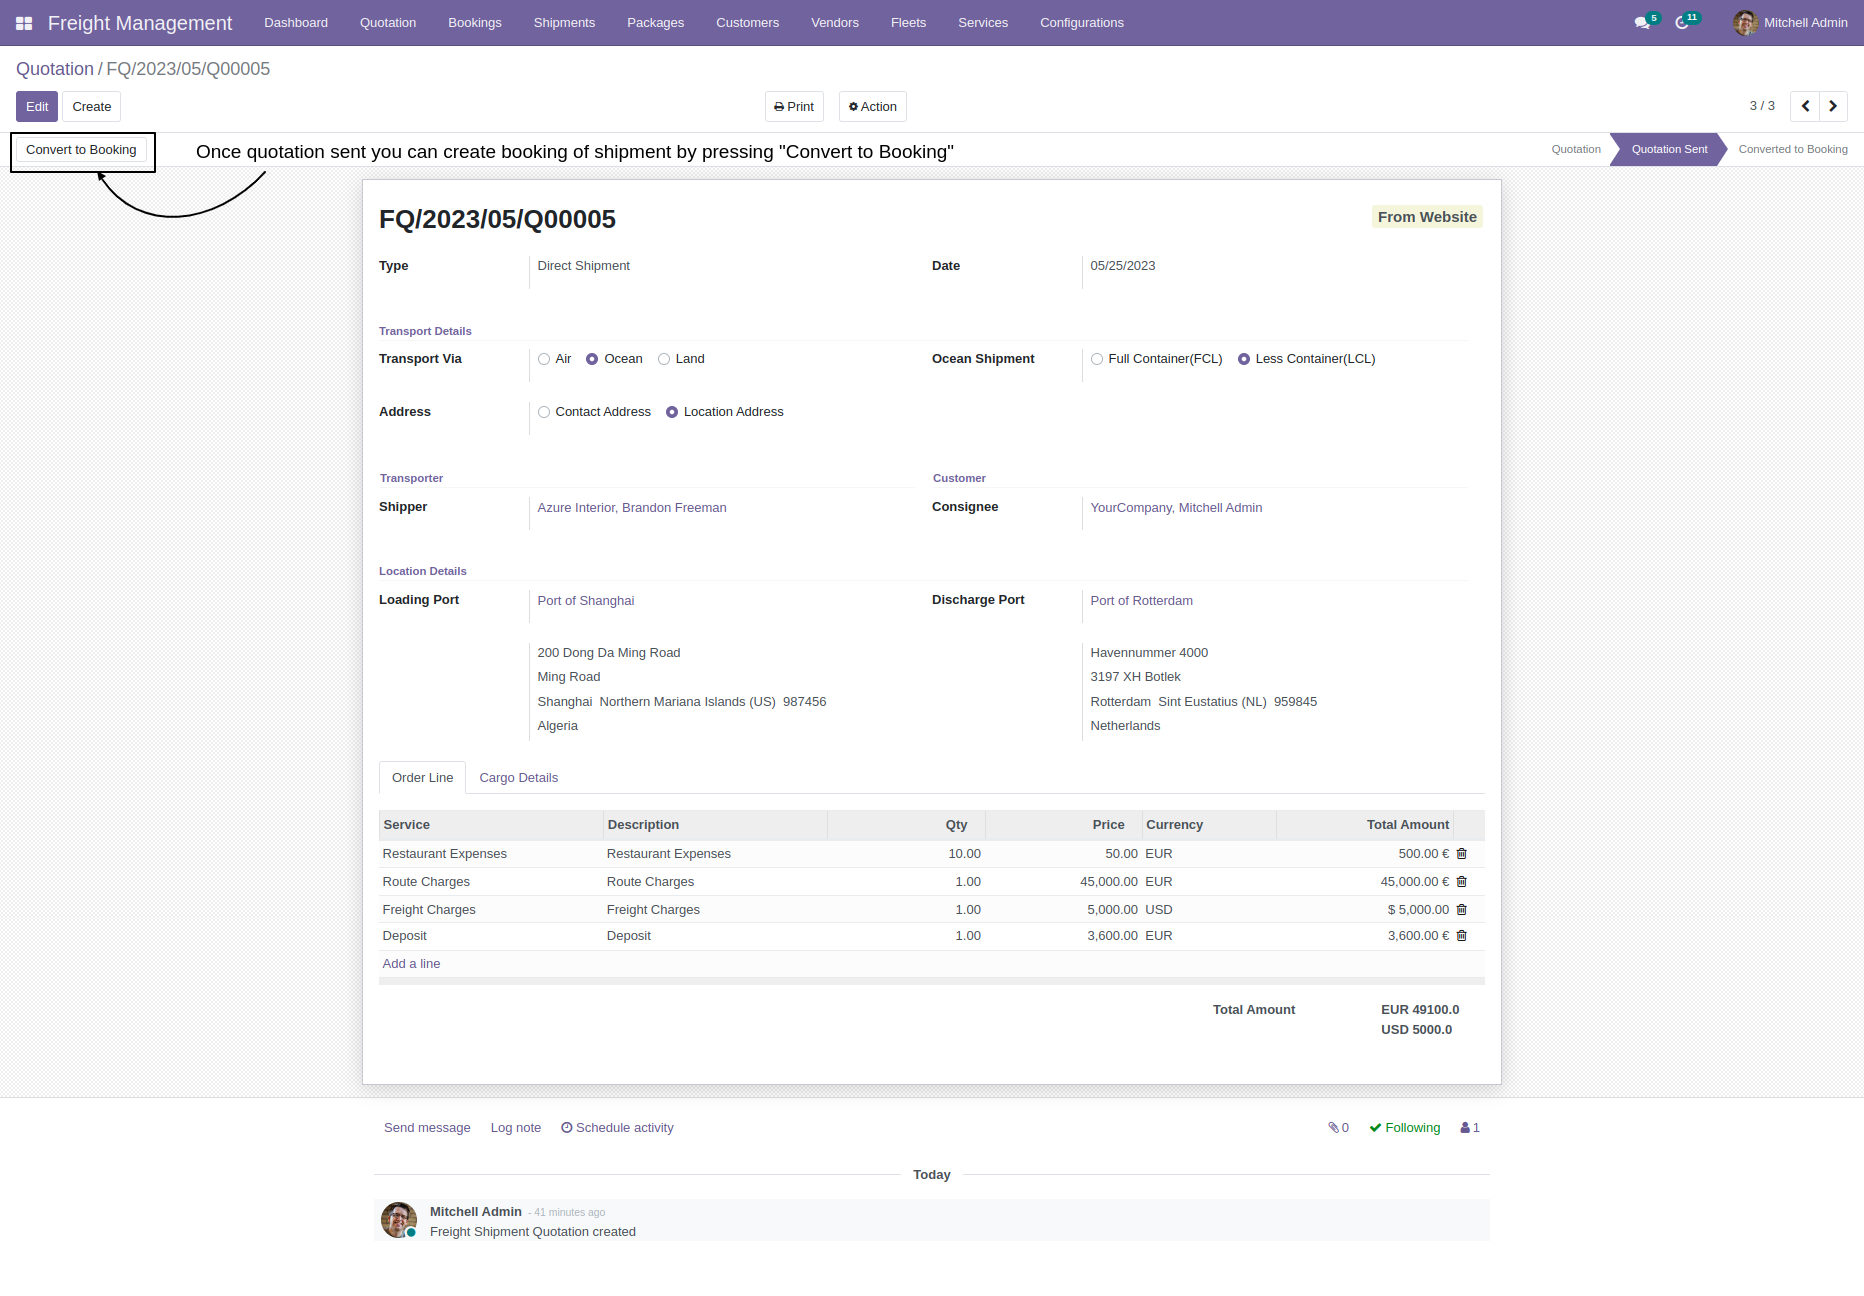 Freight Management Dashboard Quotation Bookings Shipments Packages Customers Vendors Fleets Services Configurations 5 11 Mitchell Admin
Quotation / FQ/2023/05/Q00005
Edit Create Print Action 3 / 3
Convert to Booking Once quotation sent you can create booking of shipment by pressing "Convert to Booking" Quotation Quotation Sent Converted to Booking
FQ/2023/05/Q00005 From Website
Type Direct Shipment Date 05/25/2023
Transport Details
Transport Via Air Ocean Land Ocean Shipment Full Container(FCL) Less Container(LCL)
Address Contact Address Location Address
Transporter Customer
Shipper Azure Interior, Brandon Freeman Consignee YourCompany, Mitchell Admin
Location Details
Loading Port Port of Shanghai Discharge Port Port of Rotterdam
200 Dong Da Ming Road Havennummer 4000
Ming Road 3197 XH Botlek
Shanghai Northern Mariana Islands (US) 987456 Rotterdam Sint Eustatius (NL) 959845
Algeria Netherlands
Order Line Cargo Details
Service Description Qty Price Currency Total Amount
Restaurant Expenses Restaurant Expenses 10.00 50.00 EUR 500.00 €
Route Charges Route Charges 1.00 45,000.00 EUR 45,000.00 €
Freight Charges Freight Charges 1.00 5,000.00 USD $ 5,000.00
Deposit Deposit 1.00 3,600.00 EUR 3,600.00 €
Add a line
Total Amount EUR 49100.0
USD 5000.0
Send message Log note Schedule activity 0 Following 1
Today
Mitchell Admin - 41 minutes ago
Freight Shipment Quotation created